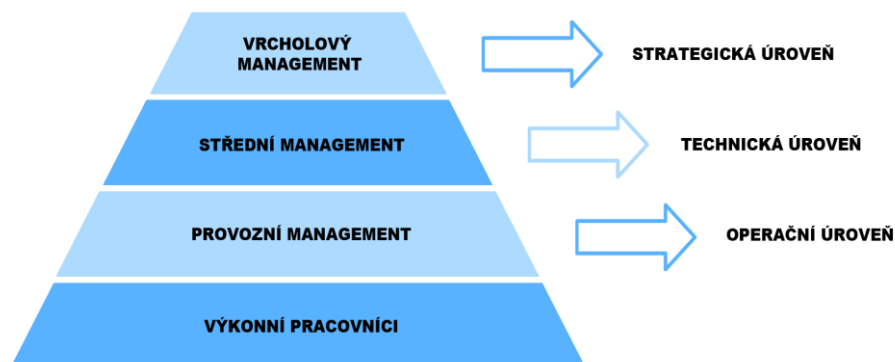 VRCHOLOVÝ
MANAGEMENT
STRATEGICKÁ ÚROVEŇ
STŘEDNÍ MANAGEMENT
TECHNICKÁ ÚROVEŇ
PROVOZNÍ MANAGEMENT
OPERAČNÍ ÚROVEŇ
VÝKONNÍ PRACOVNÍCI